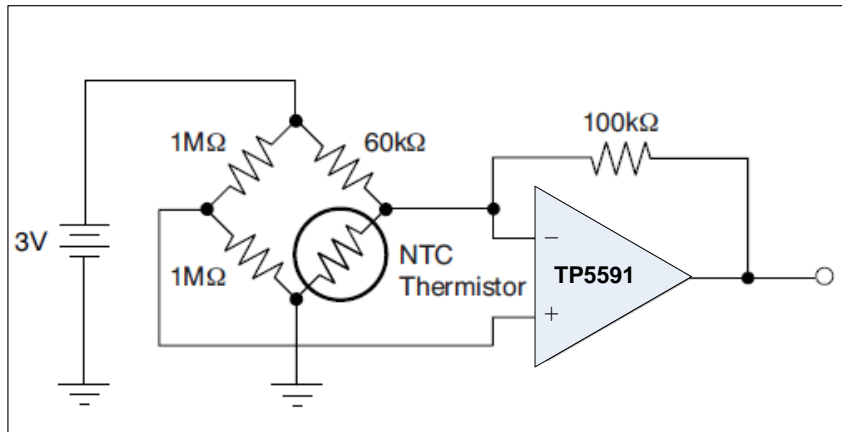 1MΩ
60kΩ
100kΩ
3V
1MΩ
NTC
Thermistor
−
TP5591
+